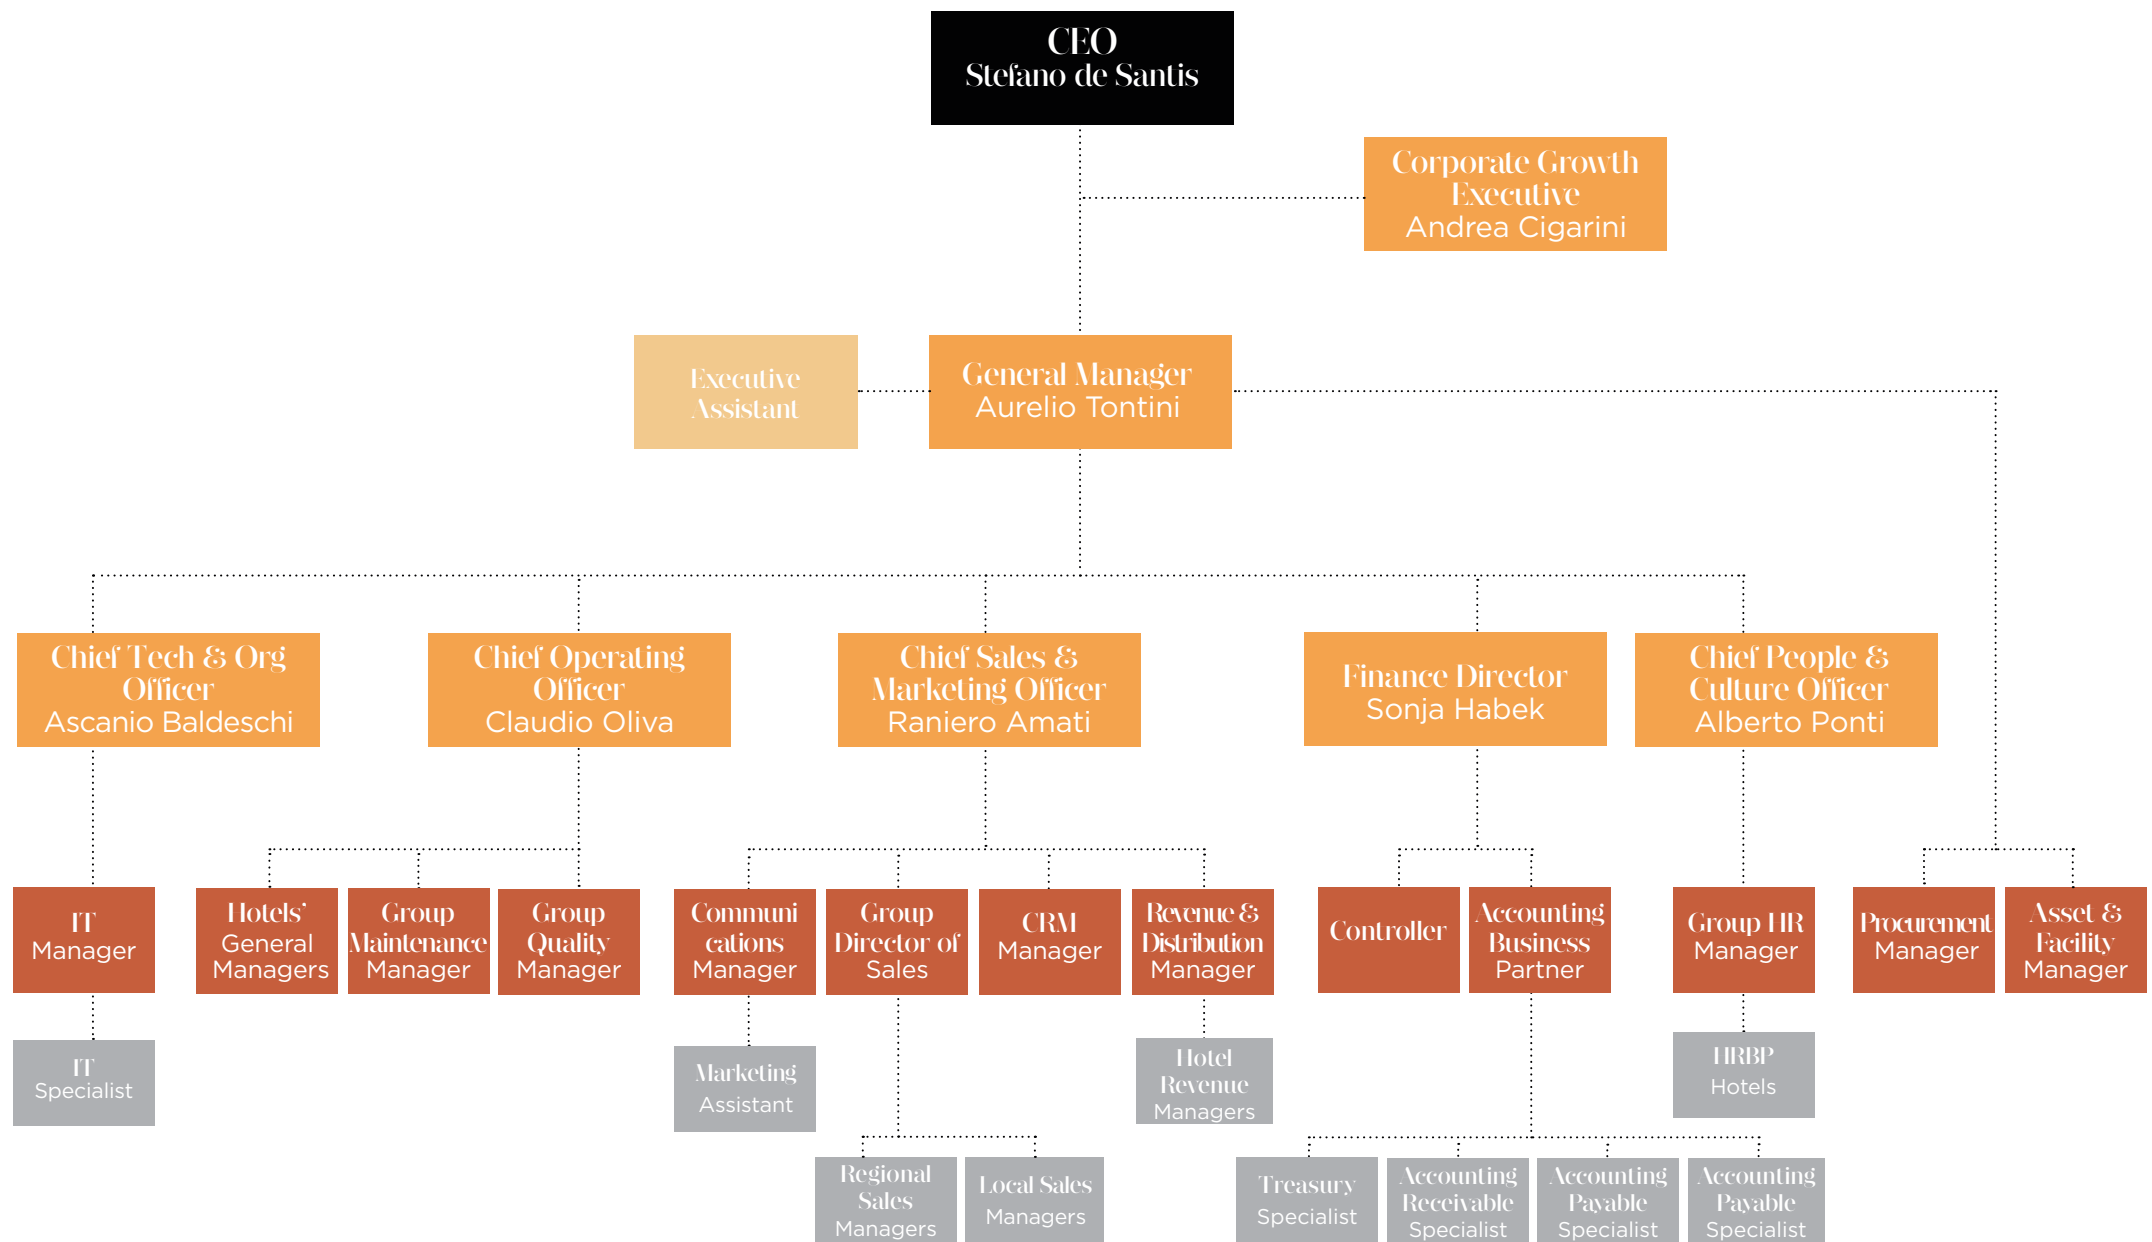 CEO
Stefano de Santis
Corporate Growth
Executive
Andrea Cigarini
Executive
Assistant
General Manager
Aurelio Tontini
Chief Tech & Org
Officer
Ascanio Baldeschi
Chief Operating
Officer
Claudio Oliva
Chief Sales &
Marketing Officer
Raniero Amati
Finance Director
Sonja Habek
Chief People &
Culture Officer
Alberto Ponti
IT
Manager
Hotels'
General
Managers
Group
Maintenance
Manager
Group
Quality
Manager
Communi
cations
Manager
Group
Director of
Sales
CRM
Manager
Revenue &
Distribution
Manager
Controller
Accounting
Business
Partner
Group HR
Manager
Procurement
Manager
Asset &
Facility
Manager
IT
Specialist
Marketing
Assistant
Hotel
Revenue
Managers
HRBP
Hotels
Regional
Sales
Managers
Local Sales
Managers
Treasury
Specialist
Accounting
Receivable
Specialist
Accounting
Payable
Specialist
Accounting
Payable
Specialist